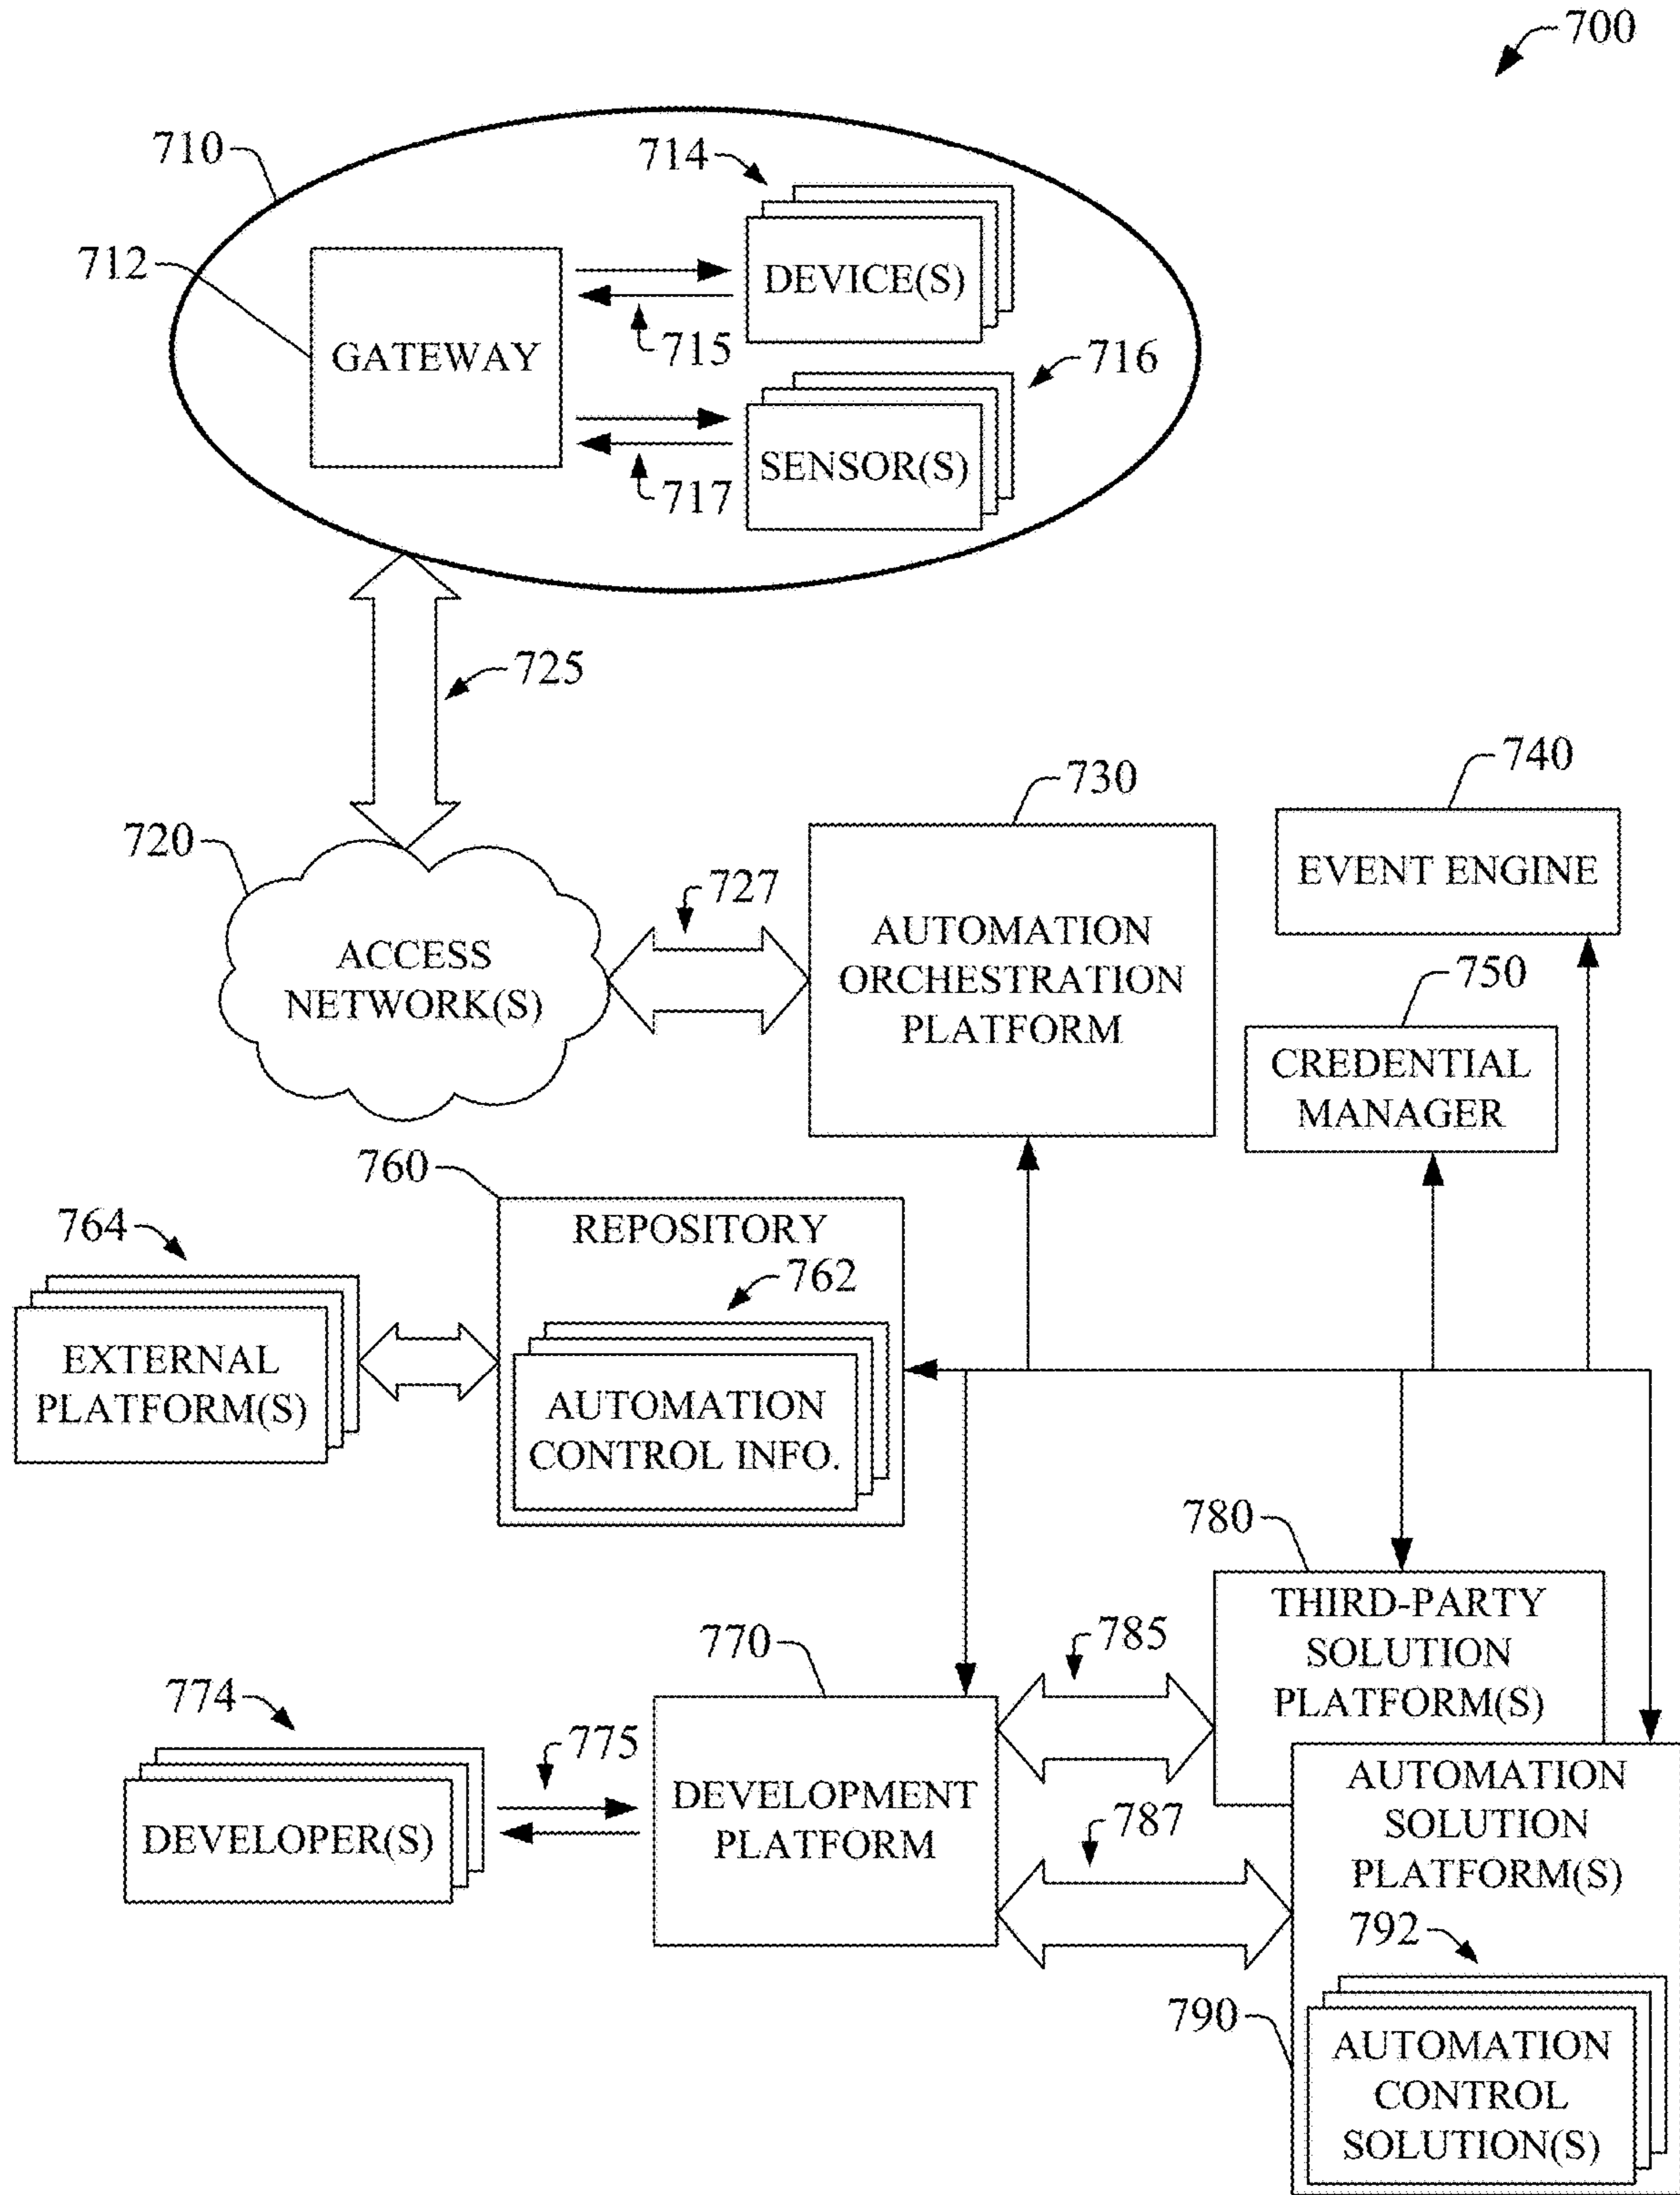 700
710
714
712
DEVICE(S)
GATEWAY
715
716
SENSOR(S)
717
725
740
730
720
EVENT ENGINE
727
AUTOMATION
ORCHESTRATION
PLATFORM
ACCESS
NETWORK(S)
750
CREDENTIAL
MANAGER
760
764
REPOSITORY
762
EXTERNAL
PLATFORM(S)
AUTOMATION
CONTROL INFO.
780
THIRD-PARTY
SOLUTION
PLATFORM(S)
770
785
774
775
DEVELOPMENT
PLATFORM
DEVELOPER(S)
787
AUTOMATION
SOLUTION
PLATFORM(S)
792
790
AUTOMATION
CONTROL
SOLUTION(S)